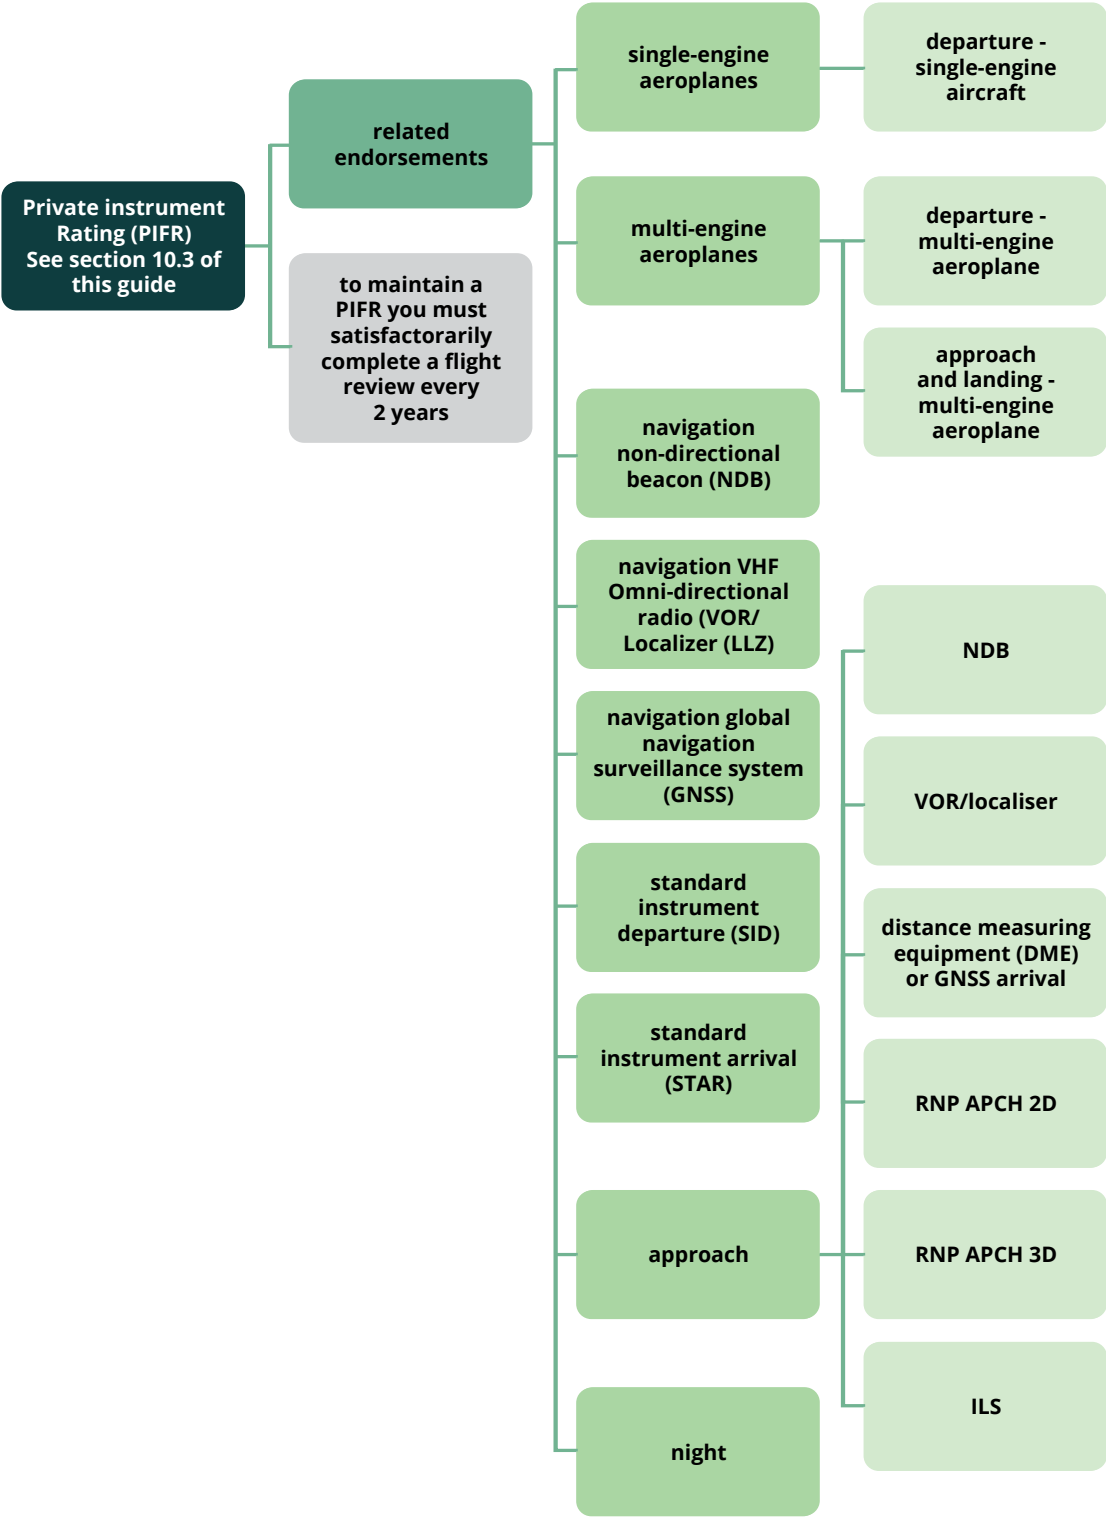 Private instrument
Rating (PIFR)
See section 10.3 of
this guide
related
endorsements
to maintain a
PIFR you must
satisfactorarily
complete a flight
review every
2 years
single-engine
aeroplanes
departure -
single-engine
aircraft
multi-engine
aeroplanes
departure -
multi-engine
aeroplane
approach
and landing -
multi-engine
aeroplane
navigation
non-directional
beacon (NDB)
navigation VHF
Omni-directional
radio (VOR/
Localizer (LLZ)
navigation global
navigation
surveillance system
(GNSS)
standard
instrument
departure (SID)
standard
instrument arrival
(STAR)
approach
NDB
VOR/localiser
distance measuring
equipment (DME)
or GNSS arrival
RNP APCH 2D
RNP APCH 3D
ILS
night